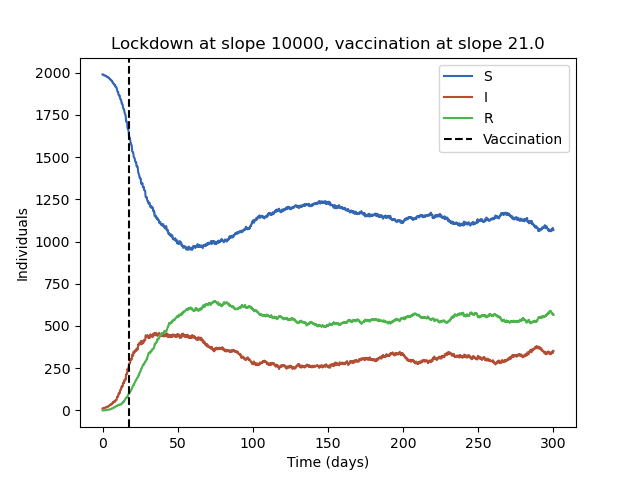 Lockdown at slope 10000, vaccination at slope 21.0
2000
1750
1500
1250
1000
750
500
250
0
Individuals
S
I
R
Vaccination
0 50 100 150 200 250 300
Time (days)